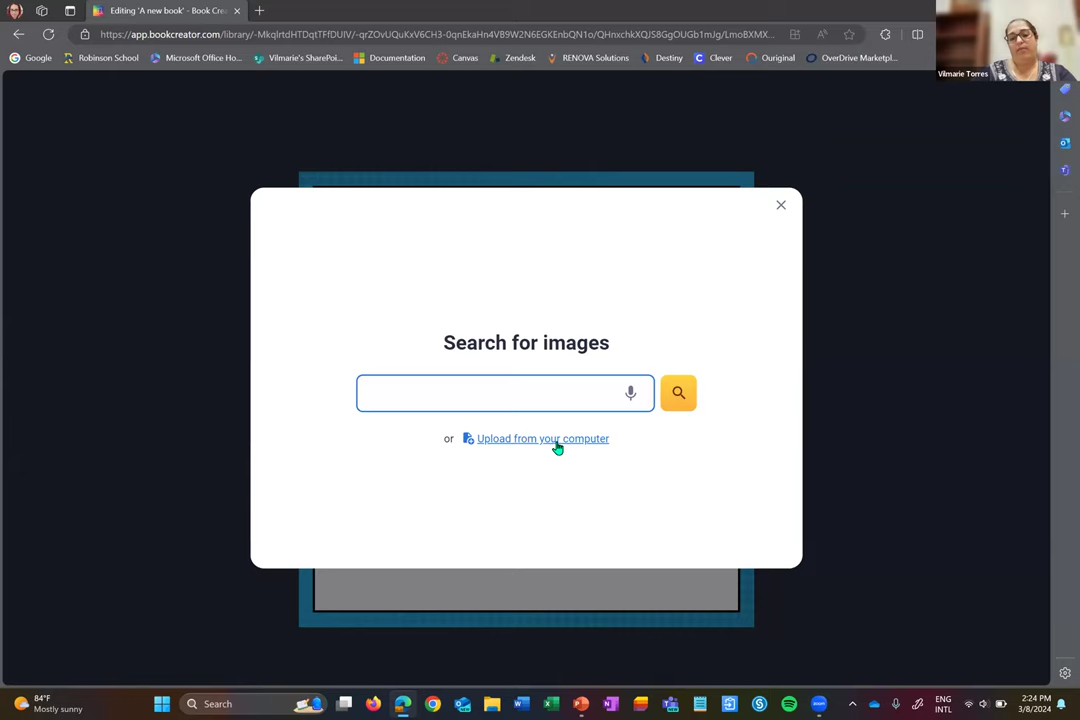 Editing 'A new book' - Book Crea
https://app.bookcreator.com/library/-MkqlrtdHTDqtTFfDUIV/-qrZOvUQuKxV6CH3-0qnEkaHn4VB9W2N6EGKEnbQN1o/QHnxchkXQJS8GgOUGb1mJg/LmoBXMX...
Google Robinson School Microsoft Office Ho... Vilmarie's SharePoi... Documentation Canvas Zendesk RENOVA Solutions Destiny Clever Ouriginal OverDrive Marketpl...
Vilmarie Torres
Search for images
or Upload from your computer
84°F
Mostly sunny
Search
ENG
INTL
2:24 PM
3/8/2024